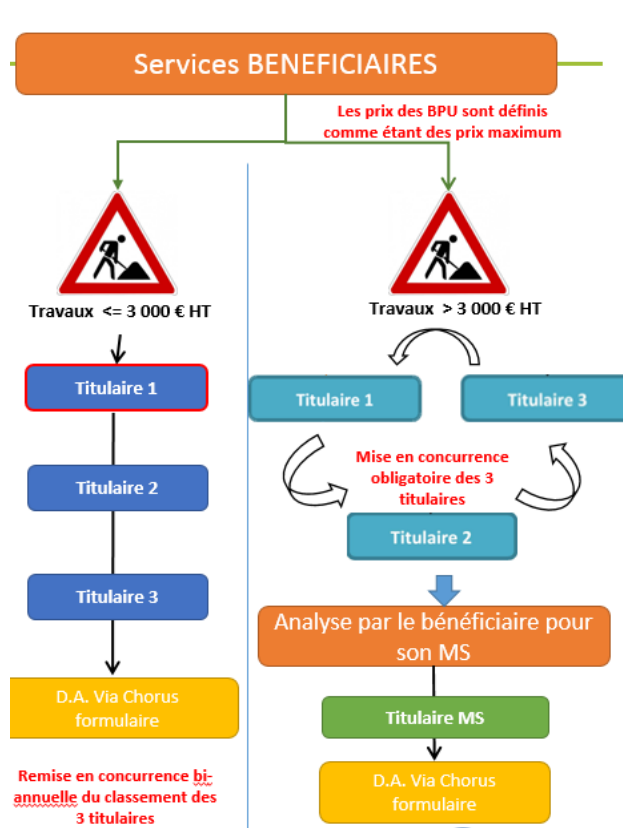 Services BENEFICIAIRES
Les prix des BPU sont définis
comme étant des prix maximum
Travaux <= 3 000 € HT
Titulaire 1
Titulaire 2
Titulaire 3
D.A. Via Chorus
formulaire
Remise en concurrence bi-
annuelle du classement des
3 titulaires
Travaux > 3 000 € HT
Titulaire 1
Titulaire 3
Mise en concurrence
obligatoire des 3
titulaires
Titulaire 2
Analyse par le bénéficiaire pour
son MS
Titulaire MS
D.A. Via Chorus
formulaire